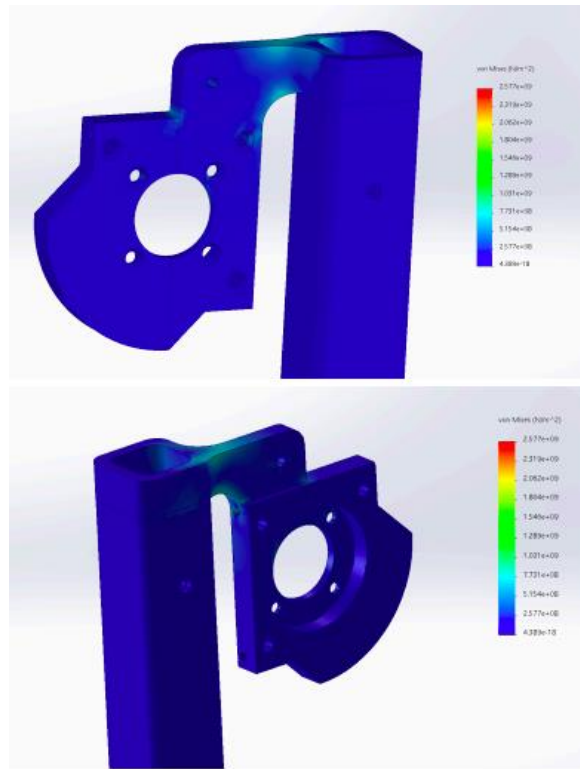 von Mises (N/m^2)
2.577e+09
2.319e+09
2.062e+09
1.804e+09
1.546e+09
1.289e+09
1.031e+09
7.731e+08
5.154e+08
2.577e+08
4.389e-18
von Mises (N/m^2)
2.577e+09
2.319e+09
2.062e+09
1.804e+09
1.546e+09
1.289e+09
1.031e+09
7.731e+08
5.154e+08
2.577e+08
4.389e-18